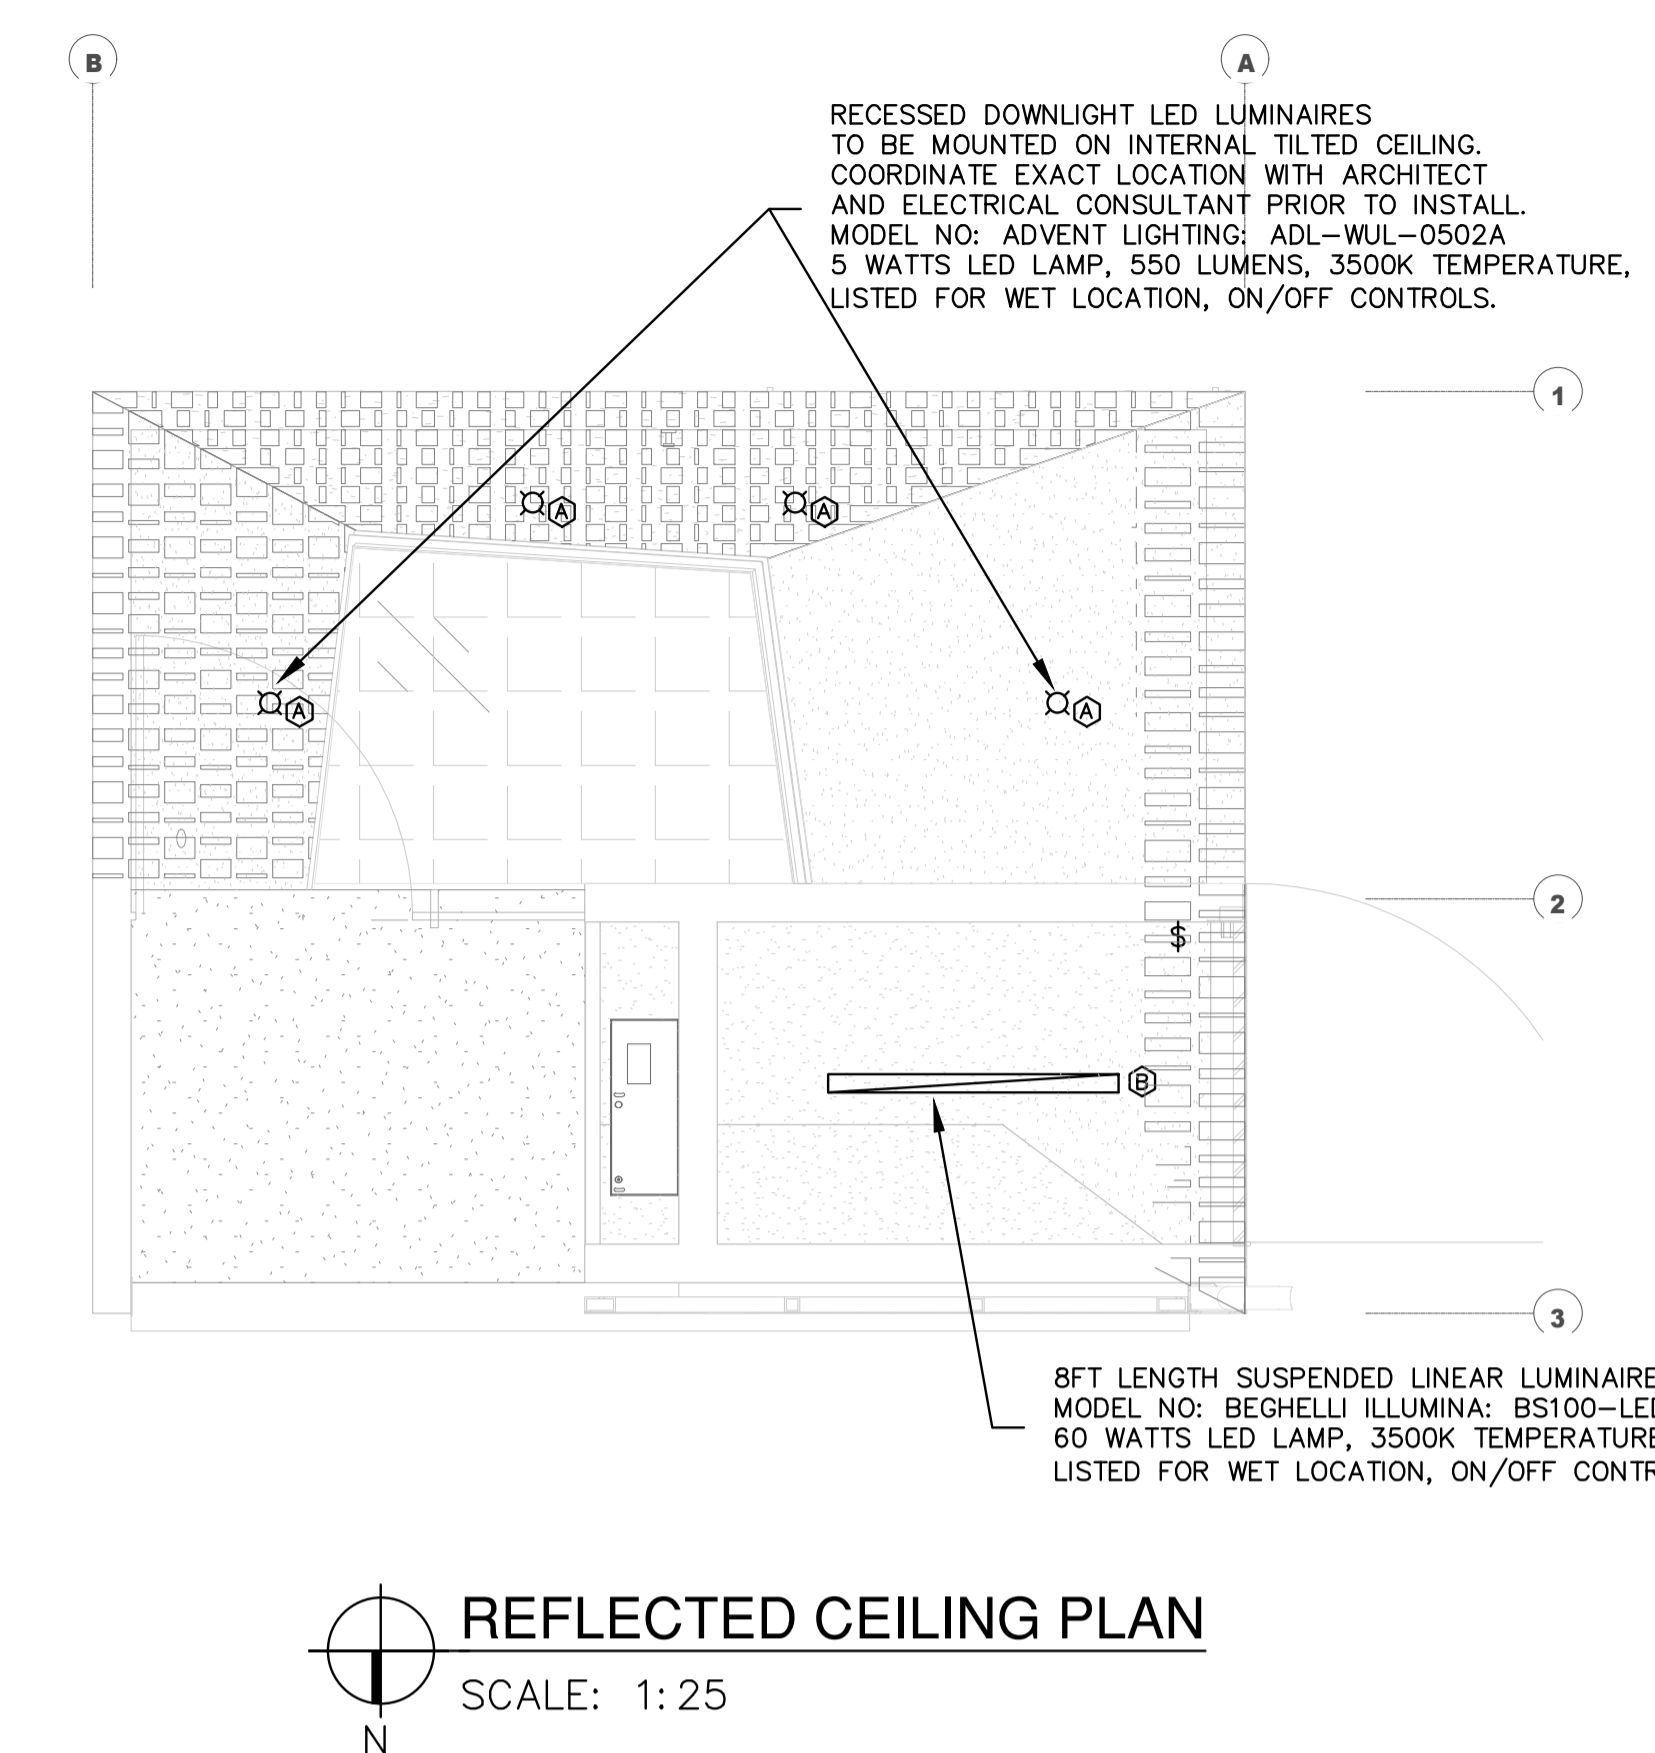 B
A
RECESSED DOWNLIGHT LED LUMINAIRES
TO BE MOUNTED ON INTERNAL TILTED CEILING.
COORDINATE EXACT LOCATION WITH ARCHITECT
AND ELECTRICAL CONSULTANT PRIOR TO INSTALL.
MODEL NO: ADVENT LIGHTING: ADL-WUL-0502A
5 WATTS LED LAMP, 550 LUMENS, 3500K TEMPERATURE,
LISTED FOR WET LOCATION, ON/OFF CONTROLS.
1
A
A
A
A
2
$
B
3
8FT LENGTH SUSPENDED LINEAR LUMINAIRE
MODEL NO: BEGHELLI ILLUMINA: BS100-LED
60 WATTS LED LAMP, 3500K TEMPERATURE
LISTED FOR WET LOCATION, ON/OFF CONTR
REFLECTED CEILING PLAN
SCALE: 1:25
N